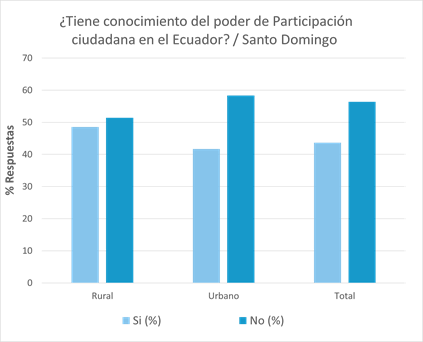 ¿Tiene conocimiento del poder de Participación
ciudadana en el Ecuador? / Santo Domingo
% Respuestas
70
60
50
40
30
20
10
0
Rural
Urbano
Total
Si (%)
No (%)